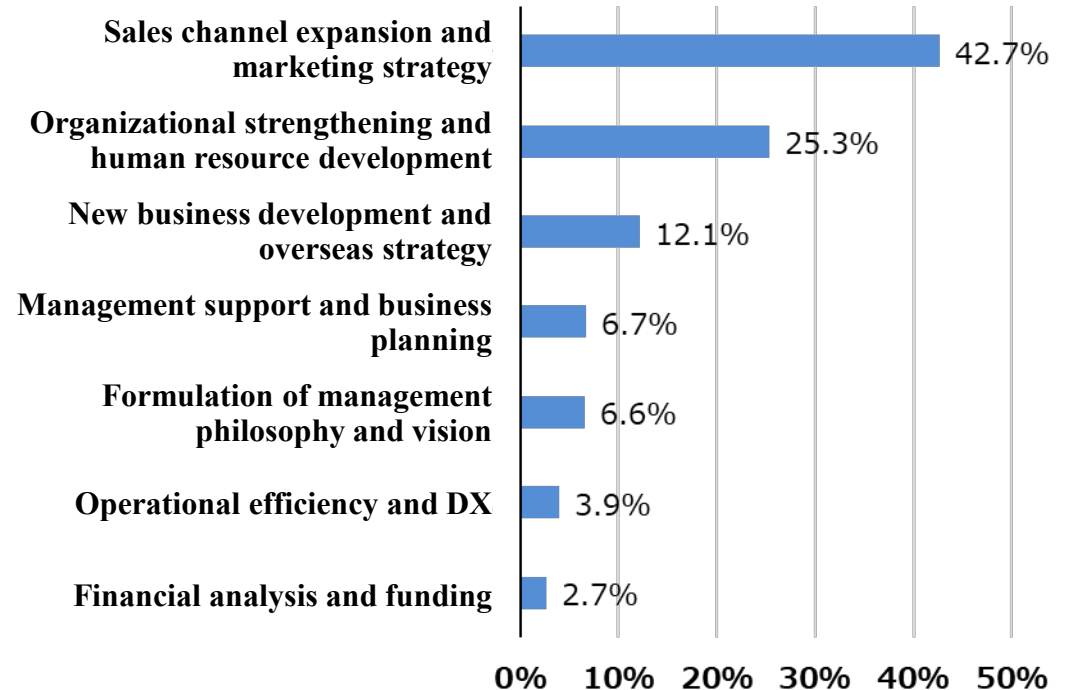 Sales channel expansion and
marketing strategy
42.7%
Organizational strengthening and
human resource development
25.3%
New business development and
overseas strategy
12.1%
Management support and business
planning
6.7%
Formulation of management
philosophy and vision
6.6%
Operational efficiency and DX
3.9%
Financial analysis and funding
2.7%
0% 10% 20% 30% 40% 50%